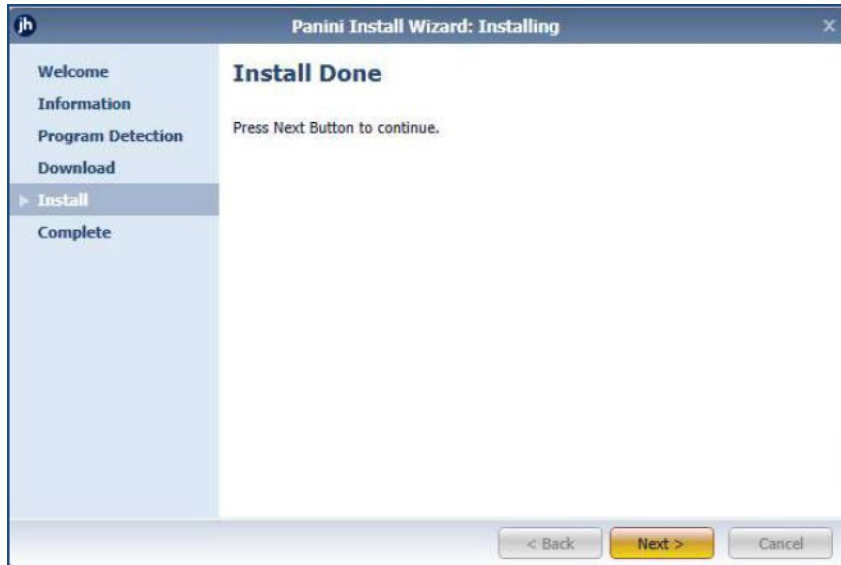 jh
Panini Install Wizard: Installing
x
Welcome
Information
Program Detection
Download
Install
Complete
Install Done
Press Next Button to continue.
< Back
Next >
Cancel